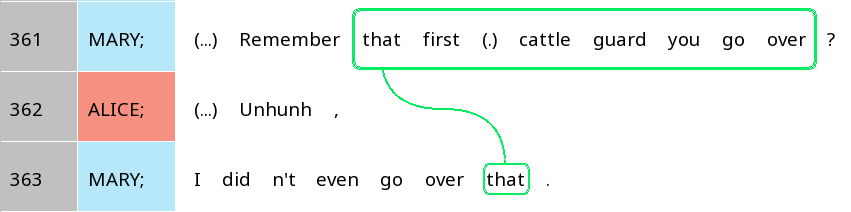 361 MARY; (...) Remember that first (.) cattle guard you go over ?
362 ALICE; (...) Unhunh ,
363 MARY; I did n't even go over that .